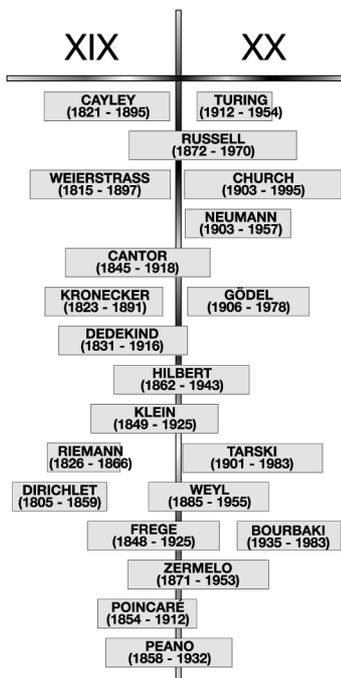 XIX XX
CAYLEY
(1821 - 1895)
TURING
(1912 - 1954)
RUSSELL
(1872 - 1970)
WEIERSTRASS
(1815 - 1897)
CHURCH
(1903 - 1995)
NEUMANN
(1903 - 1957)
CANTOR
(1845 - 1918)
KRONECKER
(1823 - 1891)
GÖDEL
(1906 - 1978)
DEDEKIND
(1831 - 1916)
HILBERT
(1862 - 1943)
KLEIN
(1849 - 1925)
RIEMANN
(1826 - 1866)
TARSKI
(1901 - 1983)
DIRICHLET
(1805 - 1859)
WEYL
(1885 - 1955)
FREGE
(1848 - 1925)
BOURBAKI
(1935 - 1983)
ZERMELO
(1871 - 1953)
POINCARÉ
(1854 - 1912)
PEANO
(1858 - 1932)